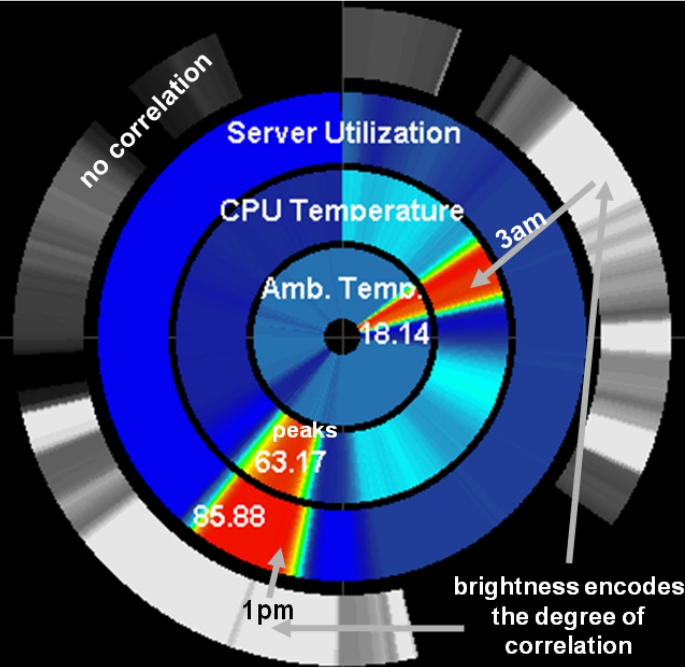 no correlation
Server Utilization
CPU Temperature
3am
Amb. Temp.
18.14
peaks
63.17
85.88
1pm
brightness encodes
the degree of
correlation